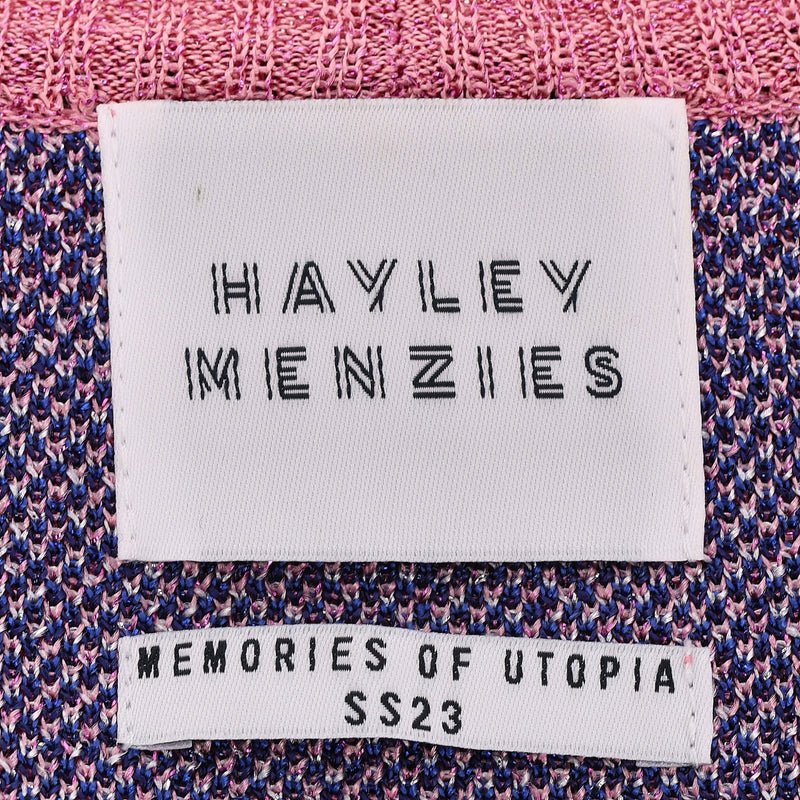 HAYLEY
MENZIES
MEMORIES OF UTOPIA
SS23